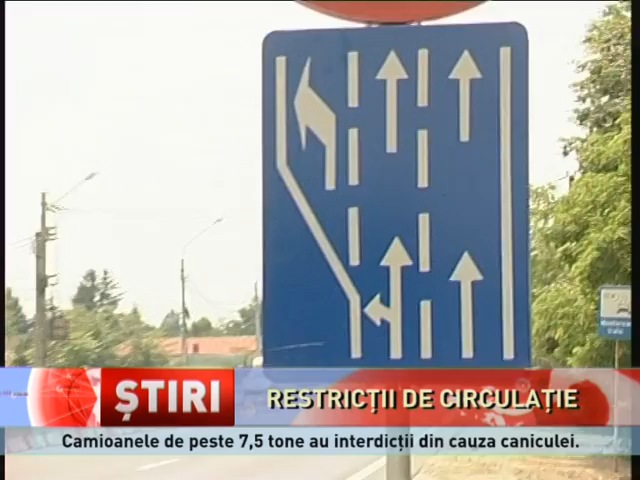 ȘTIRI
RESTRICȚII DE CIRCULAȚIE
Camioanele de peste 7,5 tone au interdicții din cauza caniculei.